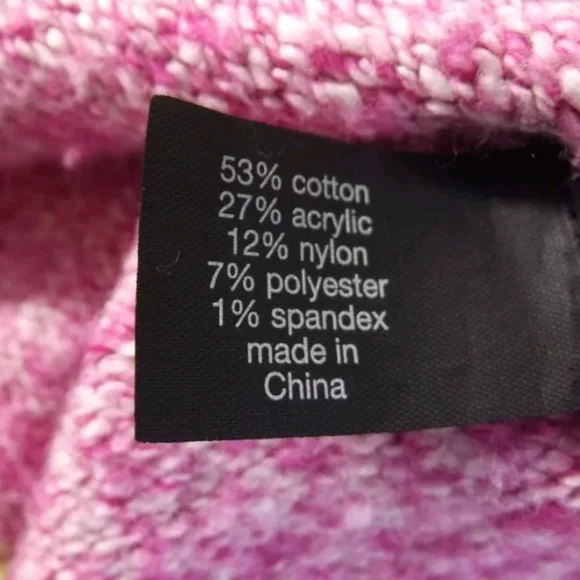 53% cotton
27% acrylic
12% nylon
7% polyester
1% spandex
made in
China